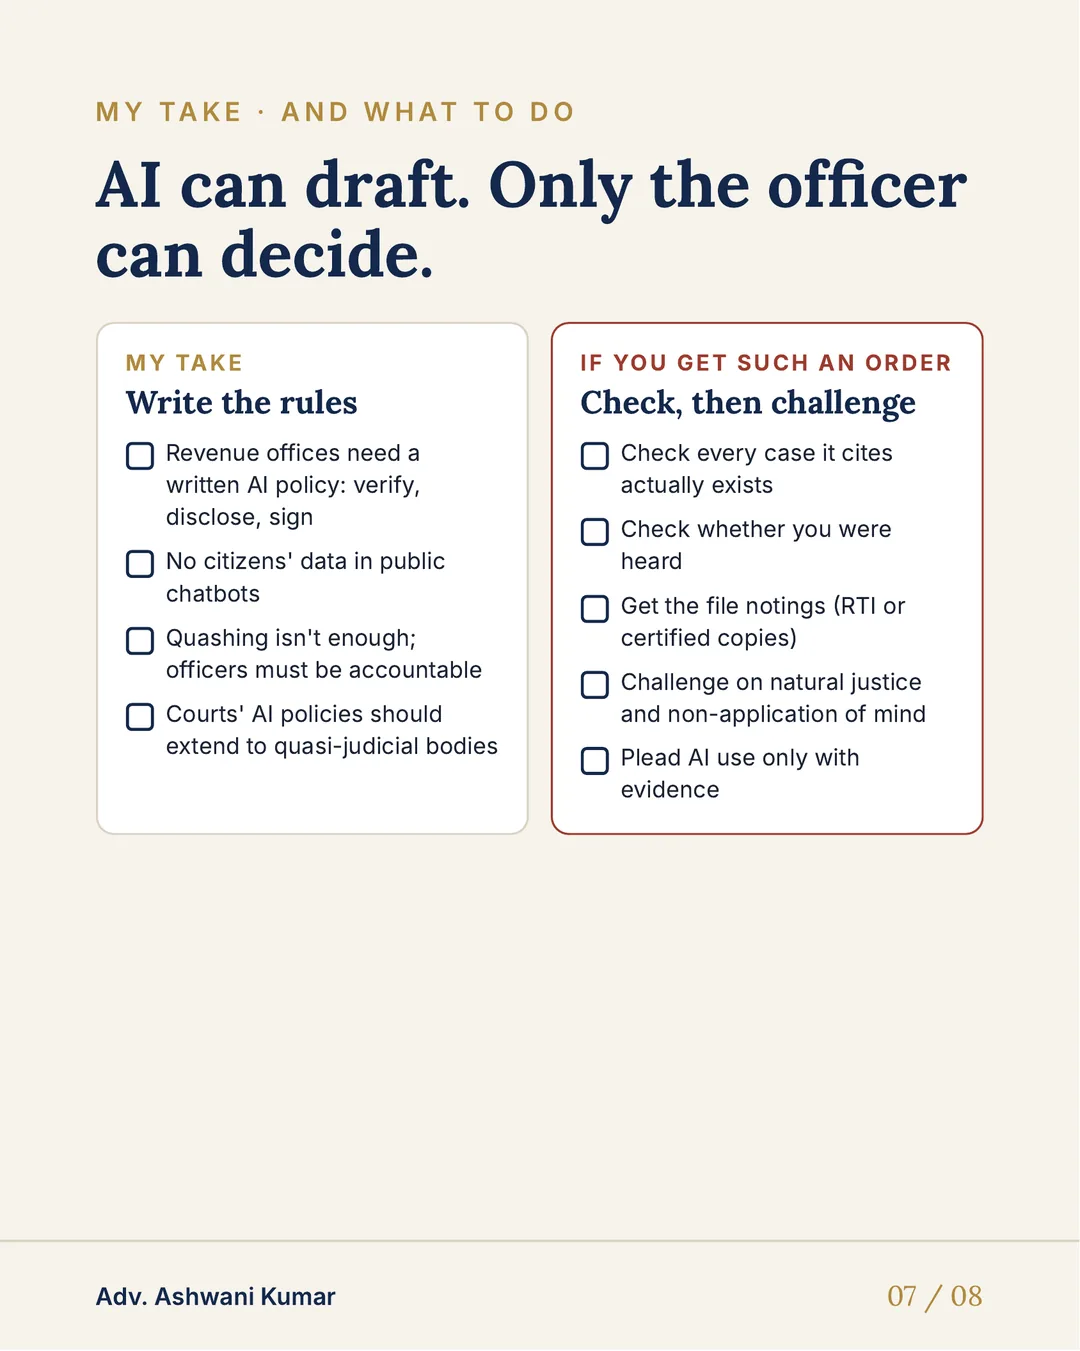 MY TAKE · AND WHAT TO DO
AI can draft. Only the officer
can decide.
MY TAKE
Write the rules
Revenue offices need a
written AI policy: verify,
disclose, sign
No citizens' data in public
chatbots
Quashing isn't enough;
officers must be accountable
Courts' AI policies should
extend to quasi-judicial bodies
IF YOU GET SUCH AN ORDER
Check, then challenge
Check every case it cites
actually exists
Check whether you were
heard
Get the file notings (RTI or
certified copies)
Challenge on natural justice
and non-application of mind
Plead AI use only with
evidence
Adv. Ashwani Kumar
07 / 08